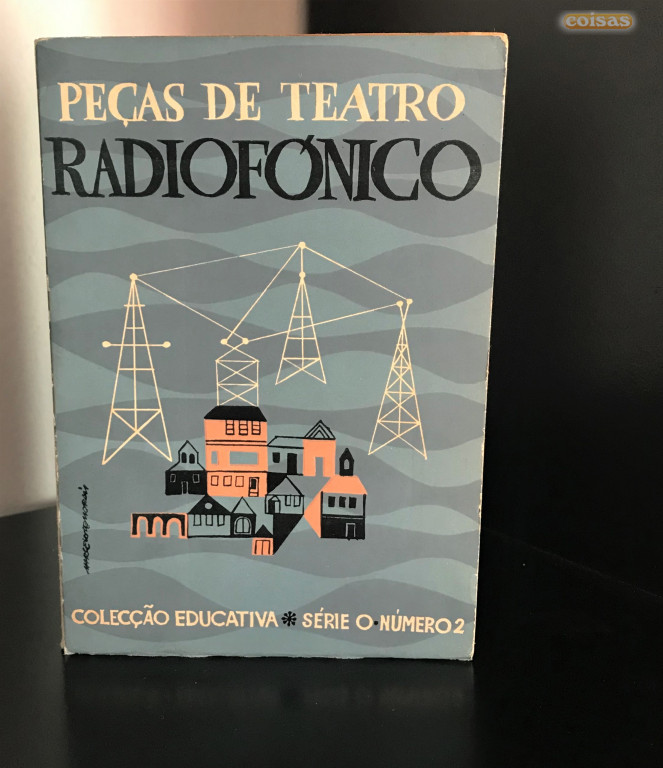 coisas
PEÇAS DE TEATRO
RADIOFÓNICO
COLECÇÃO EDUCATIVA * SÉRIE O • NÚMERO 2